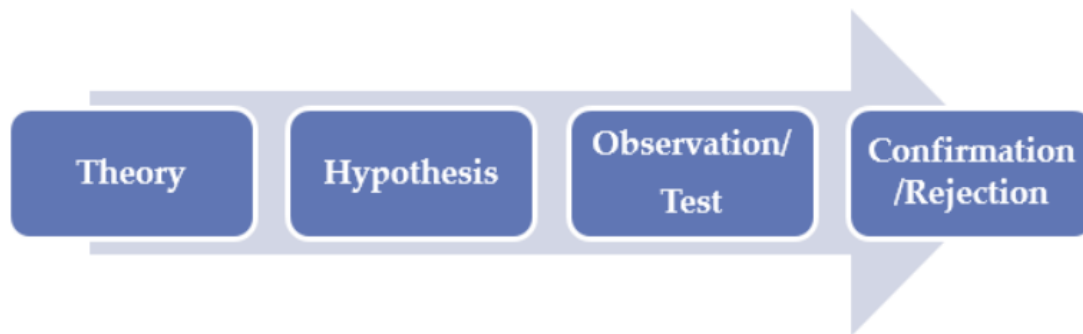 Theory
Hypothesis
Observation/
Test
Confirmation
/Rejection